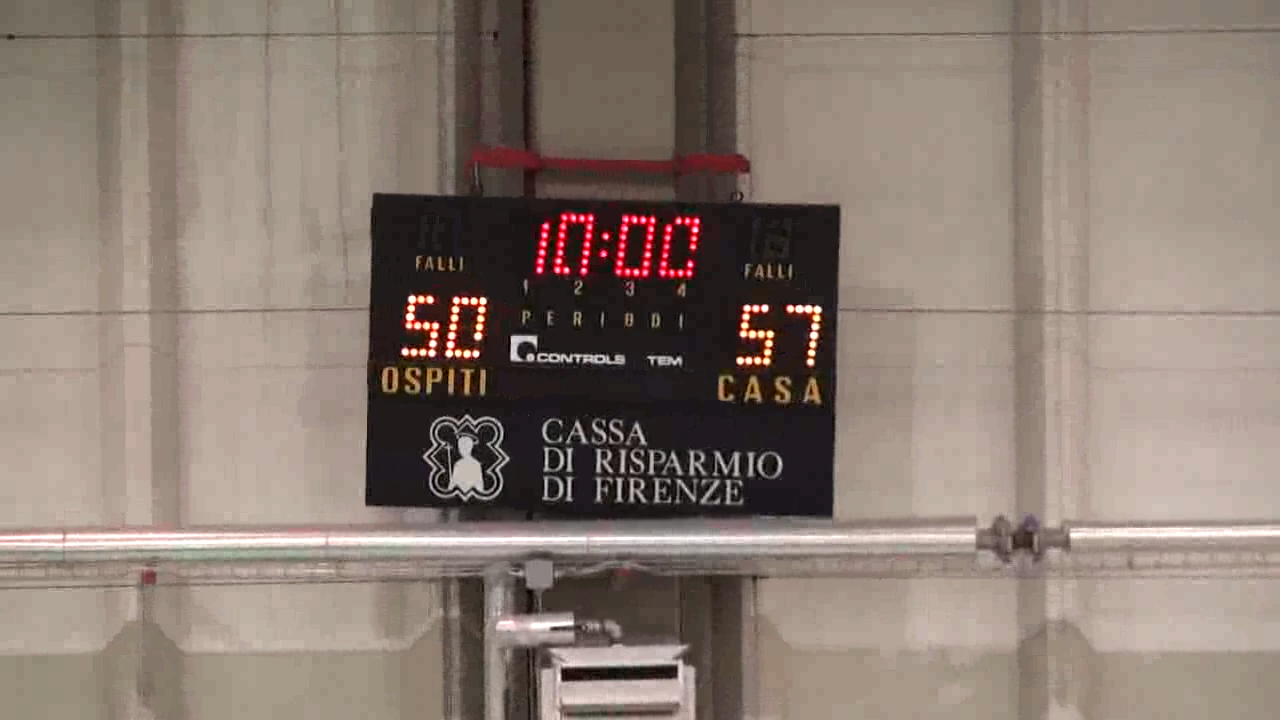 10:00
FALLI
FALLI
1 2 3 4
50
PERIODI
57
CONTROLS TEM
OSPITI
CASA
CASSA
DI RISPARMIO
DI FIRENZE